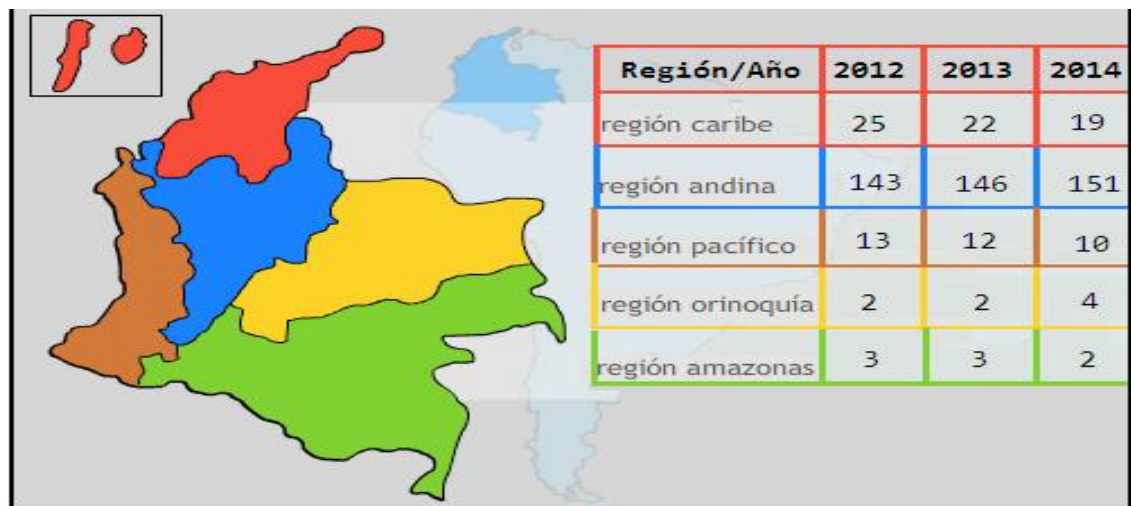 Región/Año 2012 2013 2014
región caribe 25 22 19
región andina 143 146 151
región pacífico 13 12 10
región orinoquía 2 2 4
región amazonas 3 3 2